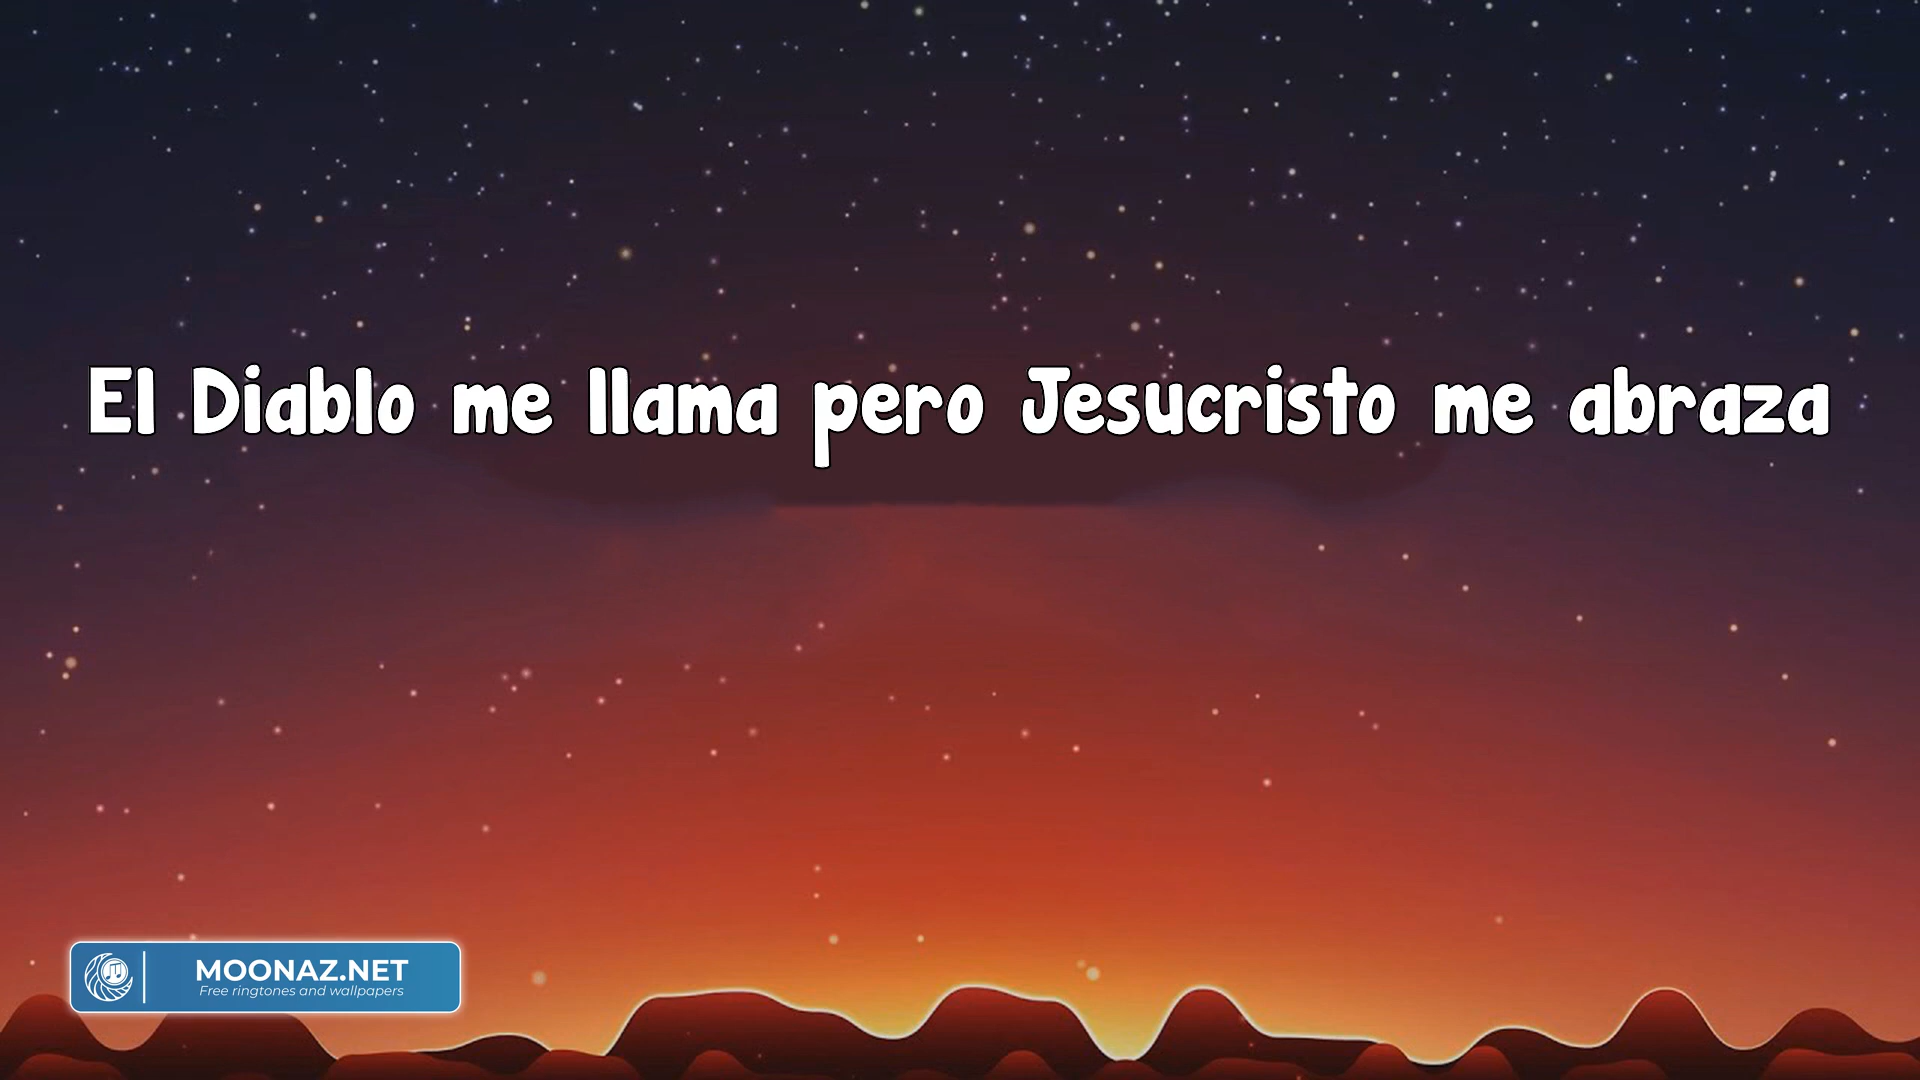 El Diablo me llama pero Jesucristo me abraza
MOONAZ.NET
Free ringtones and wallpapers